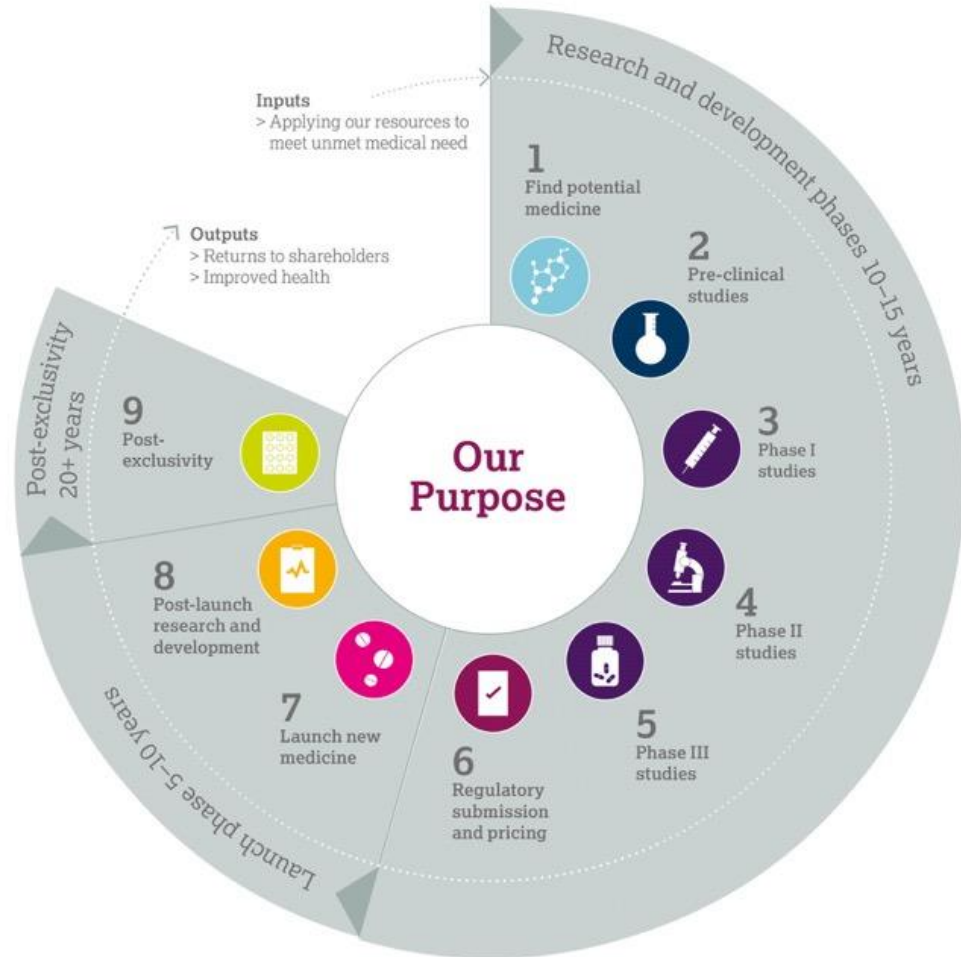 Research and development phases 10–15 years
Inputs
> Applying our resources to
meet unmet medical need
1
Find potential
medicine
Outputs
> Returns to shareholders
> Improved health
2
Pre-clinical
studies
3
Phase I
studies
4
Phase II
studies
5
Phase III
studies
6
Regulatory
submission
and pricing
Launch phase 5–10 years
7
Launch new
medicine
8
Post-launch
research and
development
Post-exclusivity
20+ years
9
Post-
exclusivity
Our
Purpose